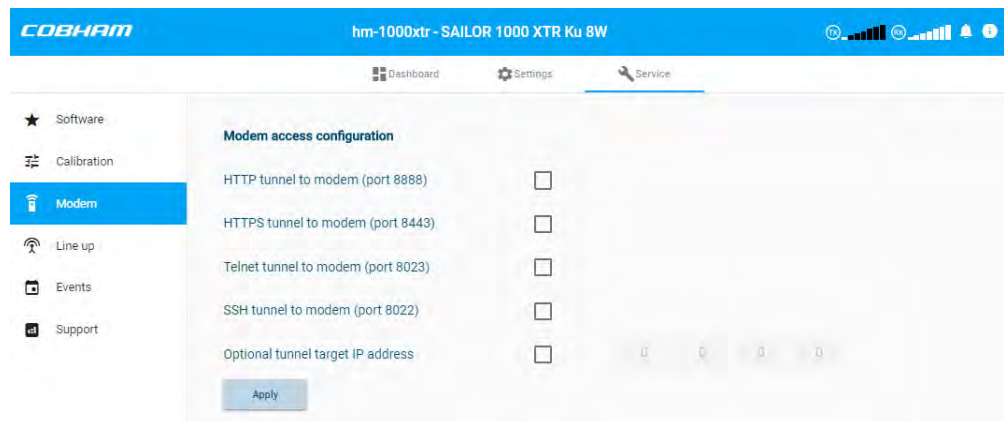 COBHAM
hm-1000xtr - SAILOR 1000 XTR Ku 8W
TX RX
Dashboard Settings Service
Software
Calibration
Modem
Line up
Events
Support
Modem access configuration
HTTP tunnel to modem (port 8888)
HTTPS tunnel to modem (port 8443)
Telnet tunnel to modem (port 8023)
SSH tunnel to modem (port 8022)
Optional tunnel target IP address 0 0 0 0
Apply